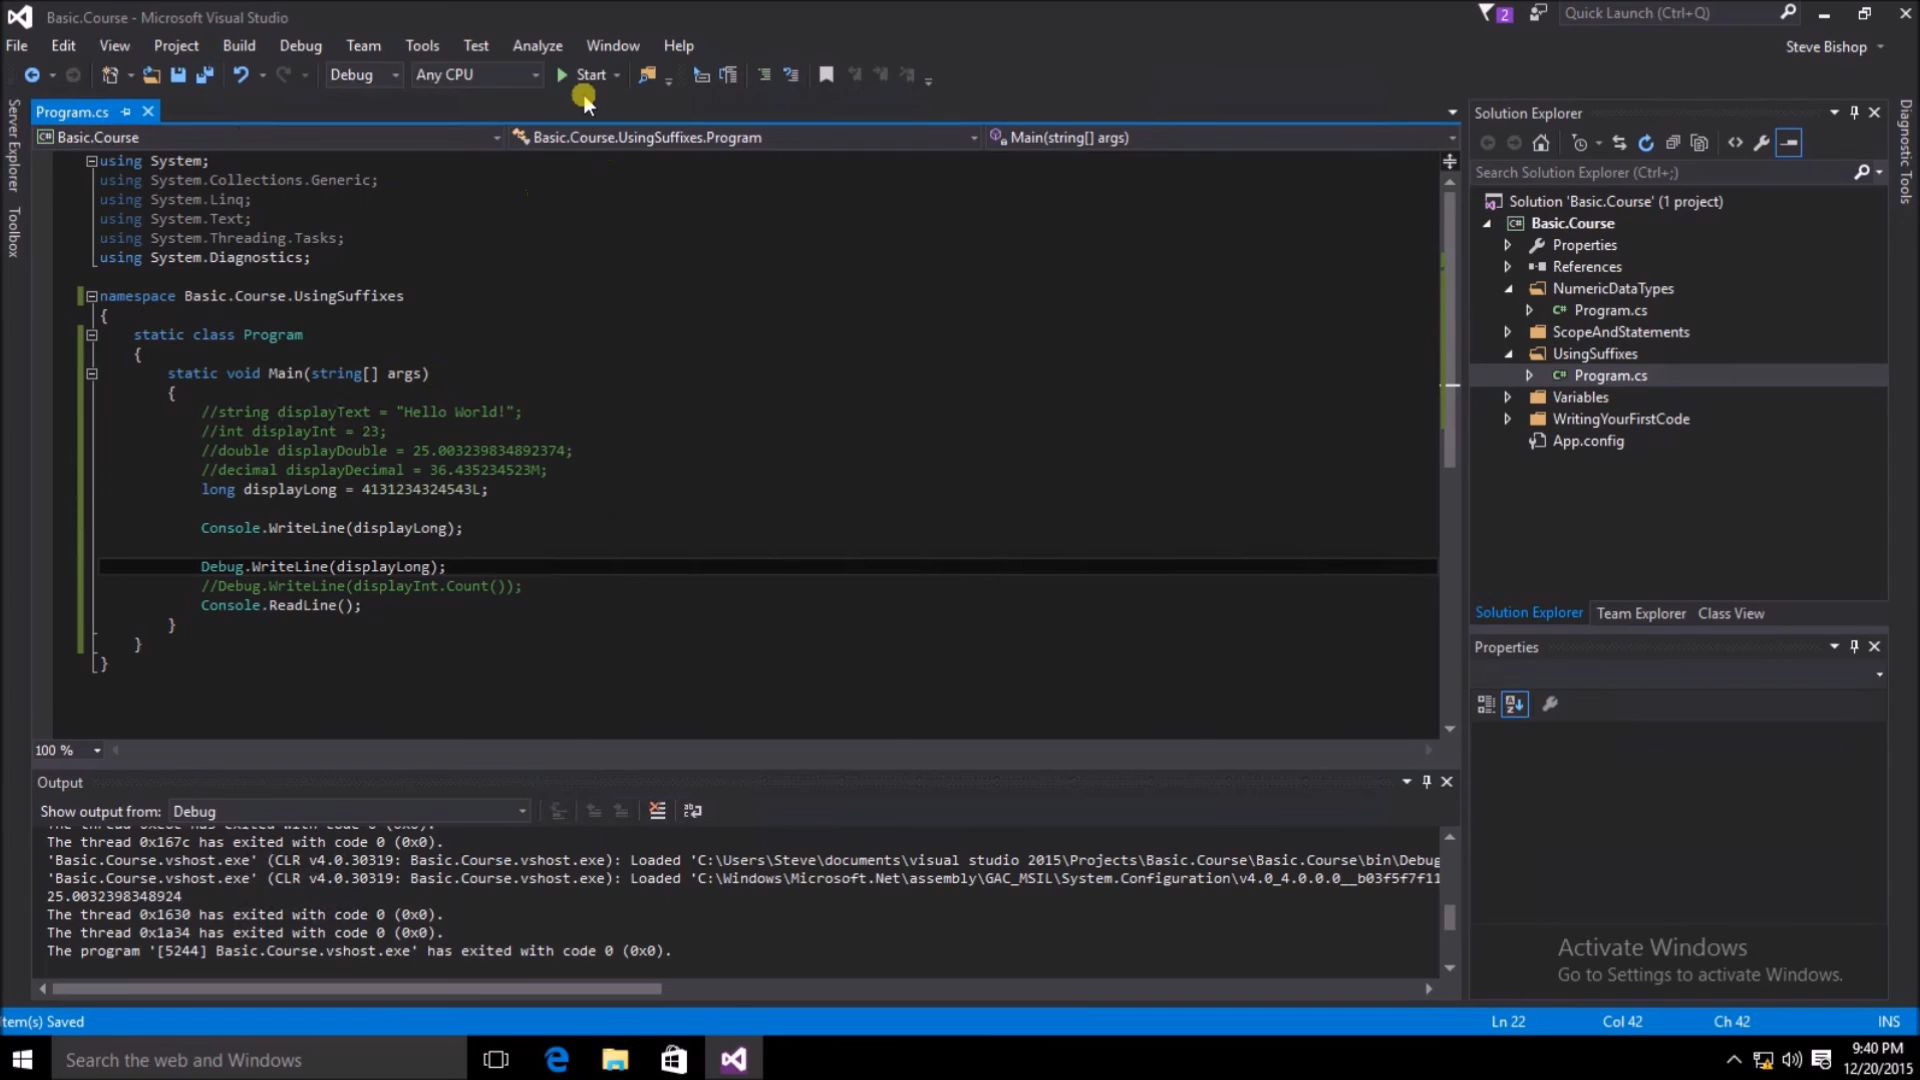 Basic.Course - Microsoft Visual Studio
2
Quick Launch (Ctrl+Q)
File Edit View Project Build Debug Team Tools Test Analyze Window Help
Steve Bishop
Debug Any CPU Start
Server Explorer
Toolbox
Program.cs
Basic.Course Basic.Course.UsingSuffixes.Program Main(string[] args)
using System;
using System.Collections.Generic;
using System.Linq;
using System.Text;
using System.Threading.Tasks;
using System.Diagnostics;
namespace Basic.Course.UsingSuffixes
{
static class Program
{
static void Main(string[] args)
{
//string displayText = "Hello World!";
//int displayInt = 23;
//double displayDouble = 25.003239834892374;
//decimal displayDecimal = 36.435234523M;
long displayLong = 4131234324543L;
Console.WriteLine(displayLong);
Debug.WriteLine(displayLong);
//Debug.WriteLine(displayInt.Count());
Console.ReadLine();
}
}
}
100 %
Output
Show output from: Debug
has exited with code 0 (0x0).
The thread 0x167c has exited with code 0 (0x0).
'Basic.Course.vshost.exe' (CLR v4.0.30319: Basic.Course.vshost.exe): Loaded 'C:\Users\Steve\documents\visual studio 2015\Projects\Basic.Course\Basic.Course\bin\Debug
'Basic.Course.vshost.exe' (CLR v4.0.30319: Basic.Course.vshost.exe): Loaded 'C:\Windows\Microsoft.Net\assembly\GAC_MSIL\System.Configuration\v4.0_4.0.0.0__b03f5f7f11
25.0032398348924
The thread 0x1630 has exited with code 0 (0x0).
The thread 0x1a34 has exited with code 0 (0x0).
The program '[5244] Basic.Course.vshost.exe' has exited with code 0 (0x0).
Solution Explorer
Search Solution Explorer (Ctrl+;)
Solution 'Basic.Course' (1 project)
C# Basic.Course
Properties
References
NumericDataTypes
C# Program.cs
ScopeAndStatements
UsingSuffixes
C# Program.cs
Variables
WritingYourFirstCode
App.config
Solution Explorer Team Explorer Class View
Properties
Diagnostic Tools
Activate Windows
Go to Settings to activate Windows.
Item(s) Saved Ln 22 Col 42 Ch 42 INS
Search the web and Windows
9:40 PM
12/20/2015